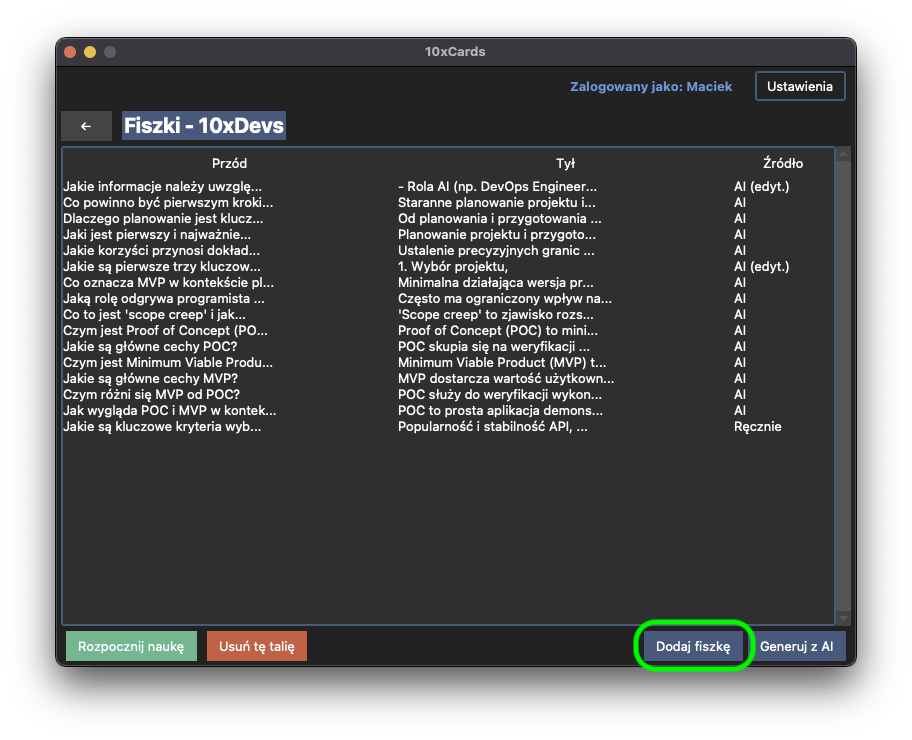 10xCards
Zalogowany jako: Maciek Ustawienia
← Fiszki - 10xDevs
Przód Tył Źródło
Jakie informacje należy uwzglę... - Rola AI (np. DevOps Engineer... AI (edyt.)
Co powinno być pierwszym kroki... Staranne planowanie projektu i... AI
Dlaczego planowanie jest klucz... Od planowania i przygotowania ... AI
Jaki jest pierwszy i najważnie... Planowanie projektu i przygoto... AI
Jakie korzyści przynosi dokład... Ustalenie precyzyjnych granic ... AI
Jakie są pierwsze trzy kluczow... 1. Wybór projektu, AI (edyt.)
Co oznacza MVP w kontekście pl... Minimalna działająca wersja pr... AI
Jaką rolę odgrywa programista ... Często ma ograniczony wpływ na... AI
Co to jest 'scope creep' i jak... 'Scope creep' to zjawisko rozs... AI
Czym jest Proof of Concept (PO... Proof of Concept (POC) to mini... AI
Jakie są główne cechy POC? POC skupia się na weryfikacji ... AI
Czym jest Minimum Viable Produ... Minimum Viable Product (MVP) t... AI
Jakie są główne cechy MVP? MVP dostarcza wartość użytkown... AI
Czym różni się MVP od POC? POC służy do weryfikacji wykon... AI
Jak wygląda POC i MVP w kontek... POC to prosta aplikacja demons... AI
Jakie są kluczowe kryteria wyb... Popularność i stabilność API, ... Ręcznie
Rozpocznij naukę Usuń tę talię Dodaj fiszkę Generuj z AI